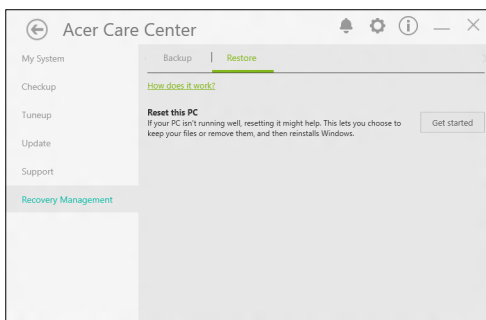 Acer Care Center
My System
Checkup
Tuneup
Update
Support
Recovery Management
Backup
Restore
How does it work?
Reset this PC
If your PC isn't running well, resetting it might help. This lets you choose to
keep your files or remove them, and then reinstalls Windows.
Get started